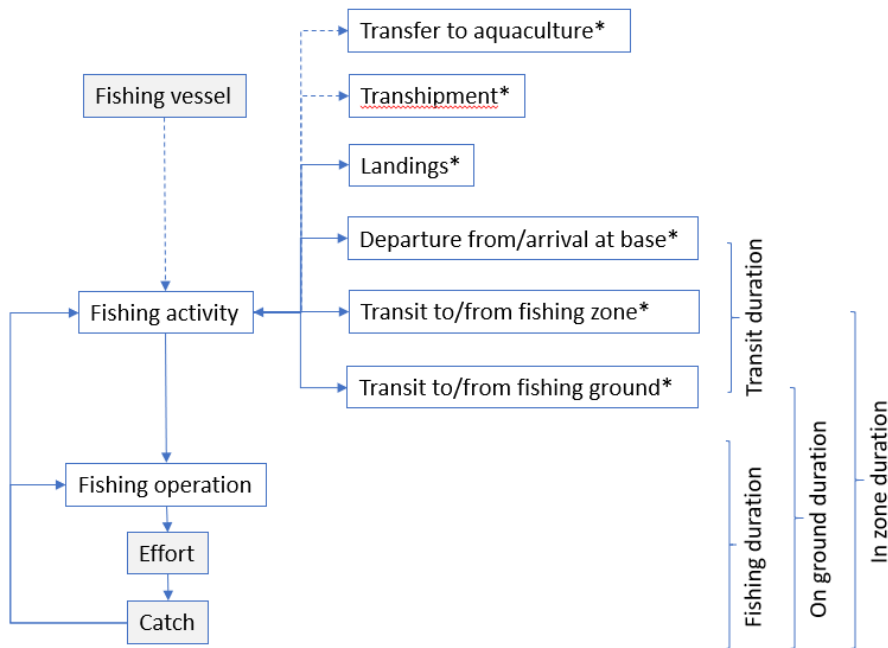 Transfer to aquaculture*
Fishing vessel
Transhipment*
Landings*
Departure from/arrival at base*
Fishing activity
Transit to/from fishing zone*
Transit to/from fishing ground*
Transit duration
Fishing operation
Effort
Catch
Fishing duration
On ground duration
In zone duration